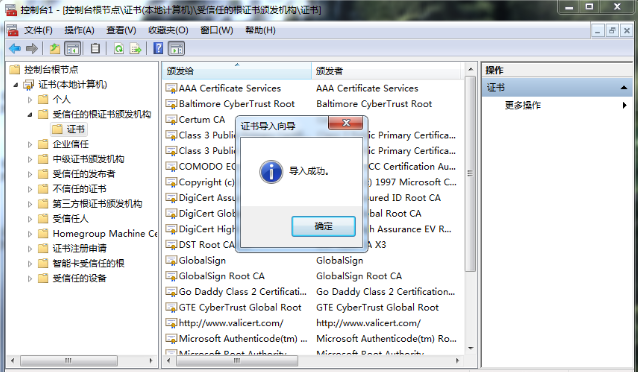 控制台1 - [控制台根节点\证书(本地计算机)\受信任的根证书颁发机构\证书]
文件(F) 操作(A) 查看(V) 收藏夹(O) 窗口(W) 帮助(H)
控制台根节点
证书(本地计算机)
个人
受信任的根证书颁发机构
证书
企业信任
中级证书颁发机构
受信任的发布者
不信任的证书
第三方根证书颁发机构
受信任人
Homegroup Machine Ce
证书注册申请
智能卡受信任的根
受信任的设备
颁发给 颁发者
AAA Certificate Services AAA Certificate Services
Baltimore CyberTrust Root Baltimore CyberTrust Root
Certum CA
Class 3 Public Primary Certifica...
Class 3 Public Primary Certifica...
COMODO EC CC Certification Au...
Copyright (c) 1997 Microsoft C...
DigiCert Assured ID Root CA
DigiCert Global Root CA
DigiCert High Assurance EV R...
DST Root CA X3
GlobalSign GlobalSign
GlobalSign Root CA GlobalSign Root CA
Go Daddy Class 2 Certification... Go Daddy Class 2 Certification...
GTE CyberTrust Global Root GTE CyberTrust Global Root
http://www.valicert.com/ http://www.valicert.com/
Microsoft Authenticode(tm) ... Microsoft Authenticode(tm) Ro...
Microsoft Root Authority Microsoft Root Authority
证书导入向导
导入成功。
确定
操作
证书
更多操作